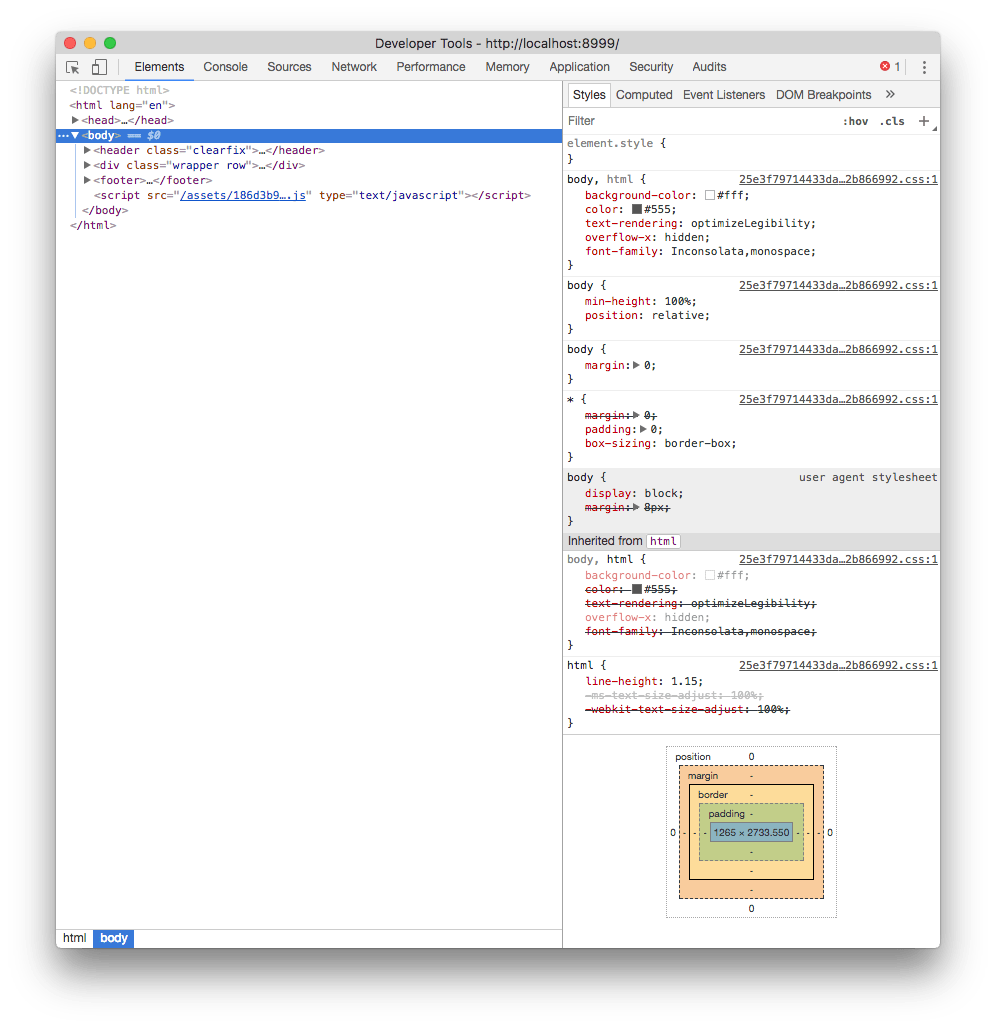 Developer Tools - http://localhost:8999/
Elements Console Sources Network Performance Memory Application Security Audits 1
<!DOCTYPE html>
<html lang="en">
<head>…</head>
<body> == $0
<header class="clearfix">…</header>
<div class="wrapper row">…</div>
<footer>…</footer>
<script src="/assets/186d3b9….js" type="text/javascript"></script>
</body>
</html>
html body
Styles Computed Event Listeners DOM Breakpoints »
Filter :hov .cls +
element.style {
}
body, html { 25e3f79714433da…2b866992.css:1
background-color: #fff;
color: #555;
text-rendering: optimizeLegibility;
overflow-x: hidden;
font-family: Inconsolata,monospace;
}
body { 25e3f79714433da…2b866992.css:1
min-height: 100%;
position: relative;
}
body { 25e3f79714433da…2b866992.css:1
margin: 0;
}
* { 25e3f79714433da…2b866992.css:1
margin: 0;
padding: 0;
box-sizing: border-box;
}
body { user agent stylesheet
display: block;
margin: 8px;
}
Inherited from html
body, html { 25e3f79714433da…2b866992.css:1
background-color: #fff;
color: #555;
text-rendering: optimizeLegibility;
overflow-x: hidden;
font-family: Inconsolata,monospace;
}
html { 25e3f79714433da…2b866992.css:1
line-height: 1.15;
-ms-text-size-adjust: 100%;
-webkit-text-size-adjust: 100%;
}
position 0
margin -
border -
padding -
0 - - - 1265 × 2733.550 - - - 0
-
-
-
0